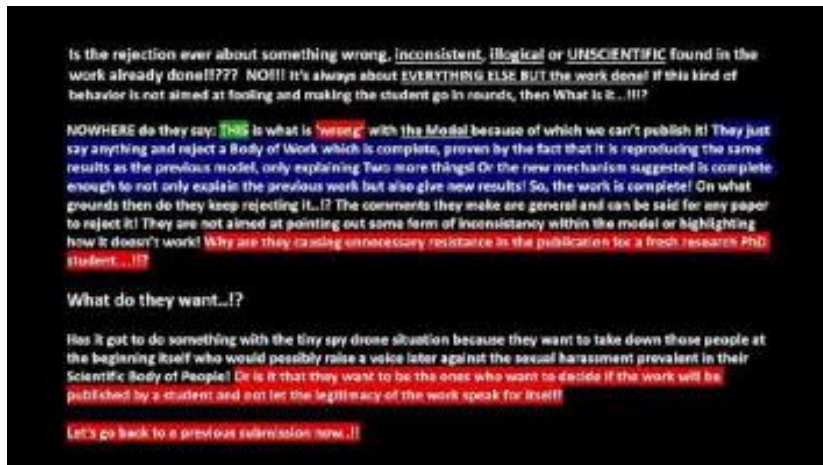 Is the rejection ever about something wrong, inconsistent, illogical or UNSCIENTIFIC found in the
work already done!!??? NO!!! It's always about EVERYTHING ELSE BUT the work done! If this kind of
behavior is not aimed at fooling and making the student go in rounds, then What is it...!!!?
NOWHERE do they say: THIS is what is 'wrong' with the Model because of which we can't publish it! They just
say anything and reject a Body of Work which is complete, proven by the fact that it is reproducing the same
results as the previous model, only explaining Two more things! Or the new mechanism suggested is complete
enough to not only explain the previous work but also give new results! So, the work is complete! On what
grounds then do they keep rejecting it...!? The comments they make are general and can be said for any paper
to reject it! They are not aimed at pointing out some form of inconsistency within the model or highlighting
how it doesn't work! Why are they causing unnecessary resistance in the publication for a fresh research PhD
student....!!?
What do they want...!?
Has it got to do something with the tiny spy drone situation because they want to take down those people at
the beginning itself who would possibly raise a voice later against the sexual harassment prevalent in their
Scientific Body of People! Or is it that they want to be the ones who want to decide if the work will be
published by a student and not let the legitimacy of the work speak for itself!
Let's go back to a previous submission now..!!